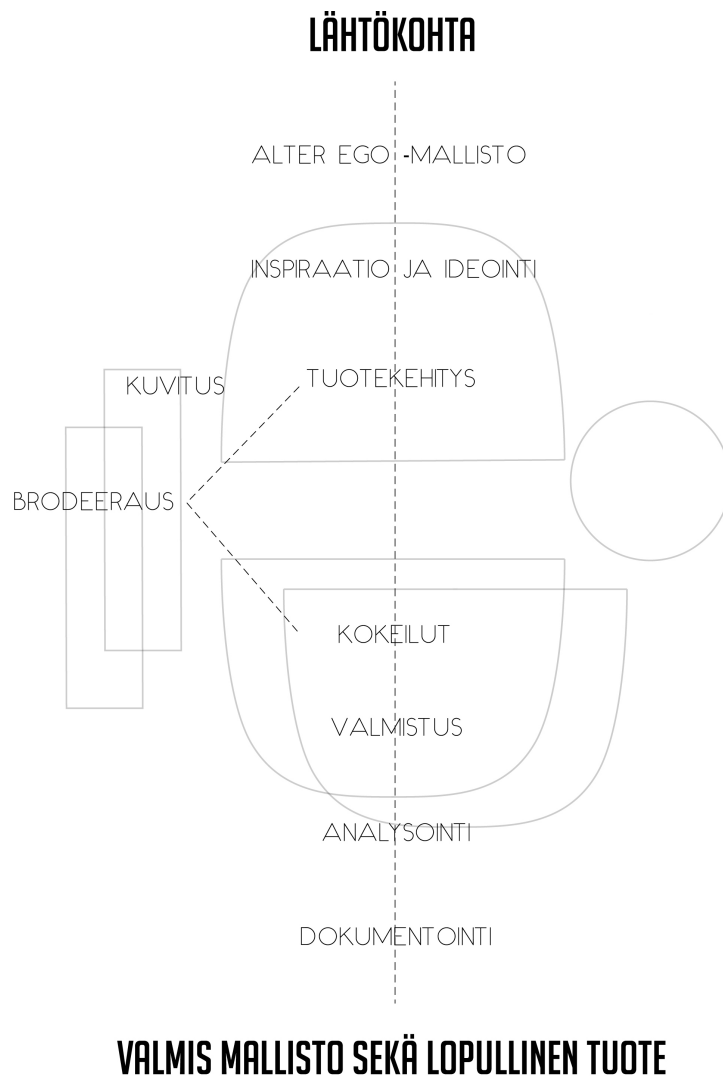 LÄHTÖKOHTA
ALTER EGO -MALLISTO
INSPIRAATIO JA IDEOINTI
TUOTEKEHITYS
KUVITUS
BRODEERAUS
KOKEILUT
VALMISTUS
ANALYSOINTI
DOKUMENTOINTI
VALMIS MALLISTO SEKÄ LOPULLINEN TUOTE